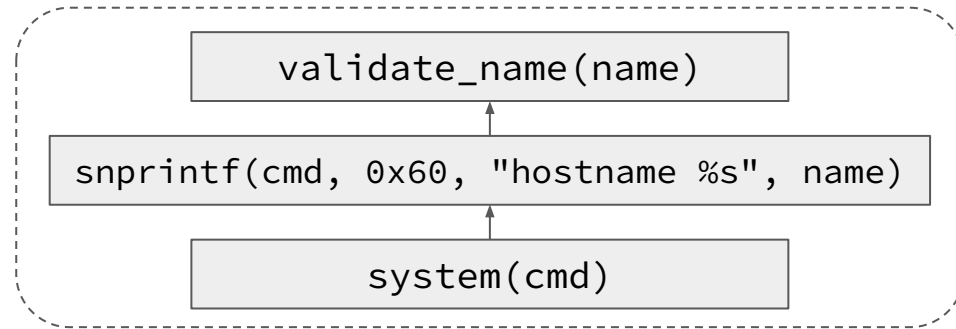 validate_name(name)
snprintf(cmd, 0x60, "hostname %s", name)
system(cmd)